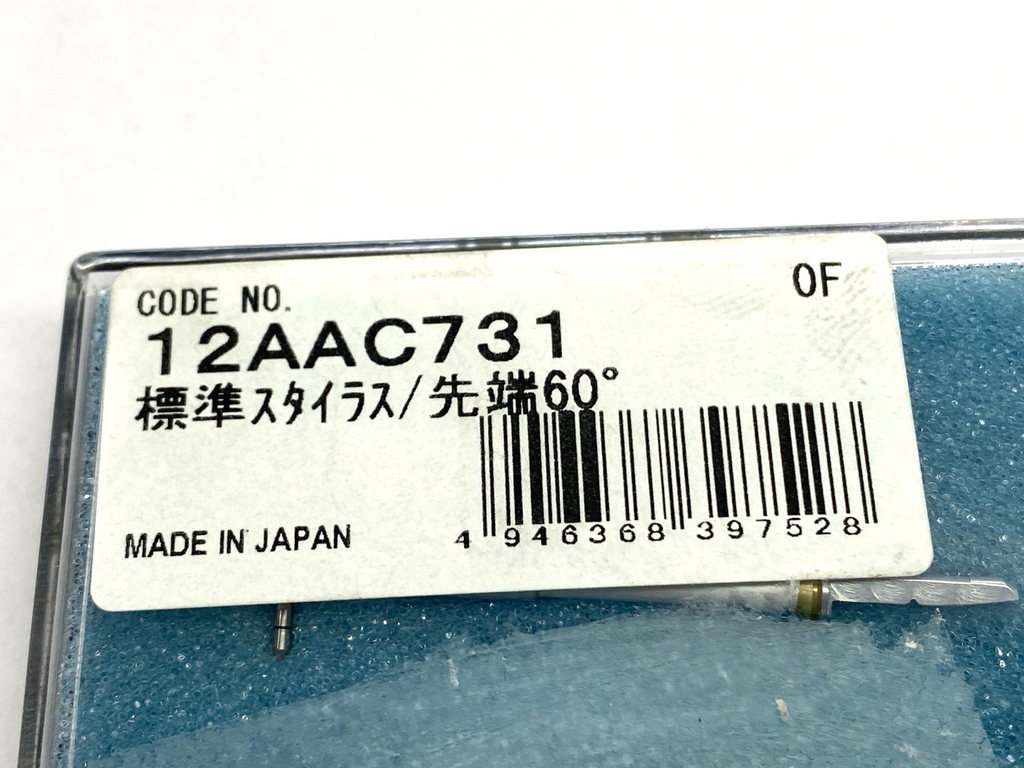 CODE NO.
0F
12AAC731
標準スタイラス/先端60°
MADE IN JAPAN
4 946368 397528